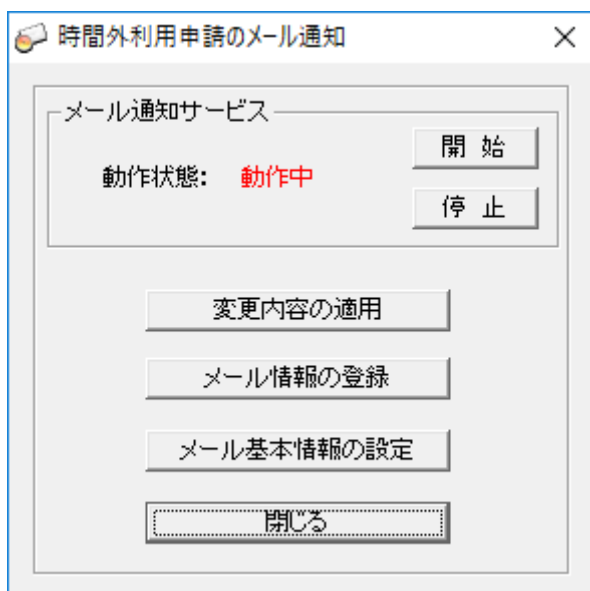 時間外利用申請のメール通知
メール通知サービス
動作状態: 動作中
開 始
停 止
変更内容の適用
メール情報の登録
メール基本情報の設定
閉じる